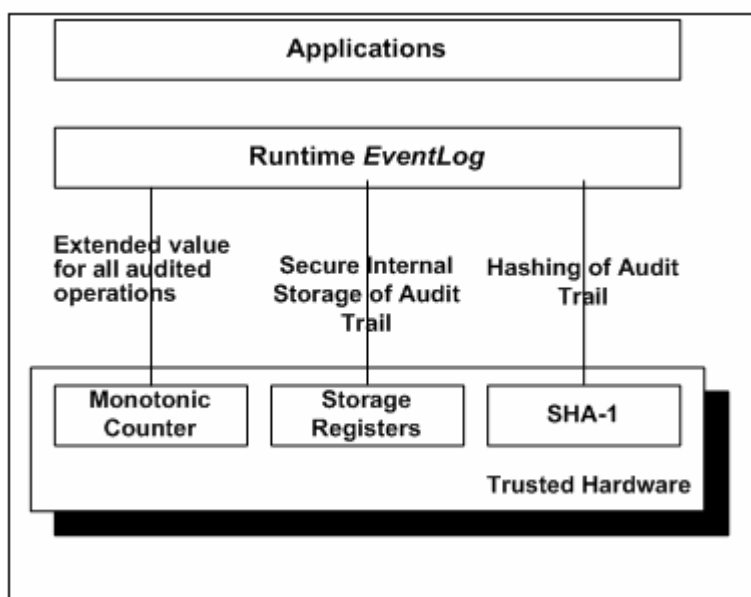 Applications
Runtime EventLog
Extended value
for all audited
operations
Secure Internal
Storage of Audit
Trail
Hashing of Audit
Trail
Monotonic
Counter
Storage
Registers
SHA-1
Trusted Hardware